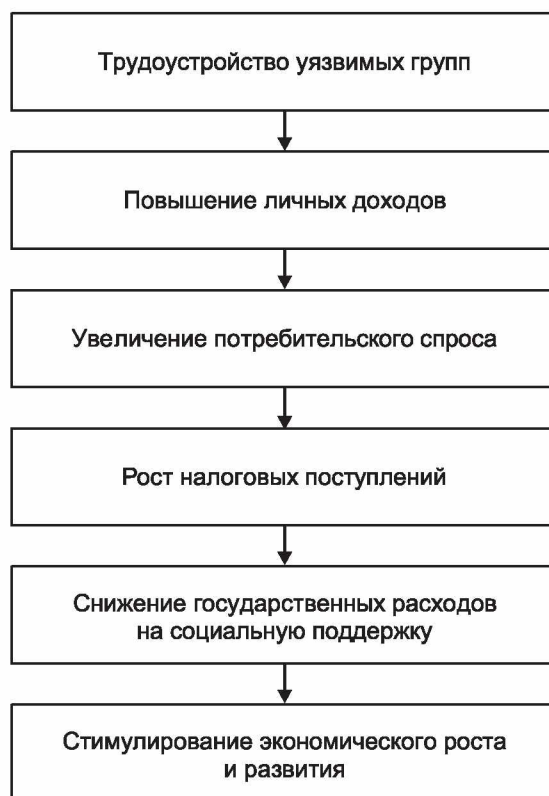 Трудоустройство уязвимых групп
Повышение личных доходов
Увеличение потребительского спроса
Рост налоговых поступлений
Снижение государственных расходов
на социальную поддержку
Стимулирование экономического роста
и развития